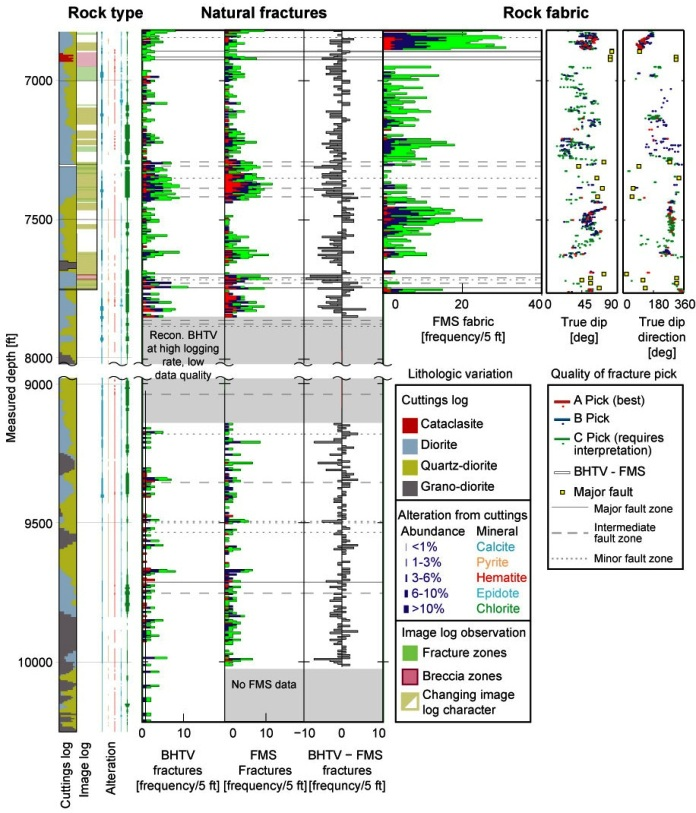 Rock type
Natural fractures
Rock fabric
7000
7500
8000
9000
9500
10000
Measured depth [ft]
Recon. BHTV
at high logging
rate, low
data quality
No FMS data
0 20 40
FMS fabric
[frequency/5 ft]
0 45 90
True dip
[deg]
0 180 360
True dip
direction
[deg]
Lithologic variation
Cuttings log
Cataclasite
Diorite
Quartz-diorite
Grano-diorite
Alteration from cuttings
Abundance Mineral
<1% Calcite
1-3% Pyrite
3-6% Hematite
6-10% Epidote
>10% Chlorite
Image log observation
Fracture zones
Breccia zones
Changing image
log character
Quality of fracture pick
A Pick (best)
B Pick
C Pick (requires
interpretation)
BHTV - FMS
Major fault
Major fault zone
Intermediate
fault zone
Minor fault zone
Cuttings log
Image log
Alteration
0 10
BHTV
fractures
[frequency/5 ft]
0 10
FMS
Fractures
[frequency/5 ft]
−10 0 10
BHTV − FMS
fractures
[frequruncy/5 ft]